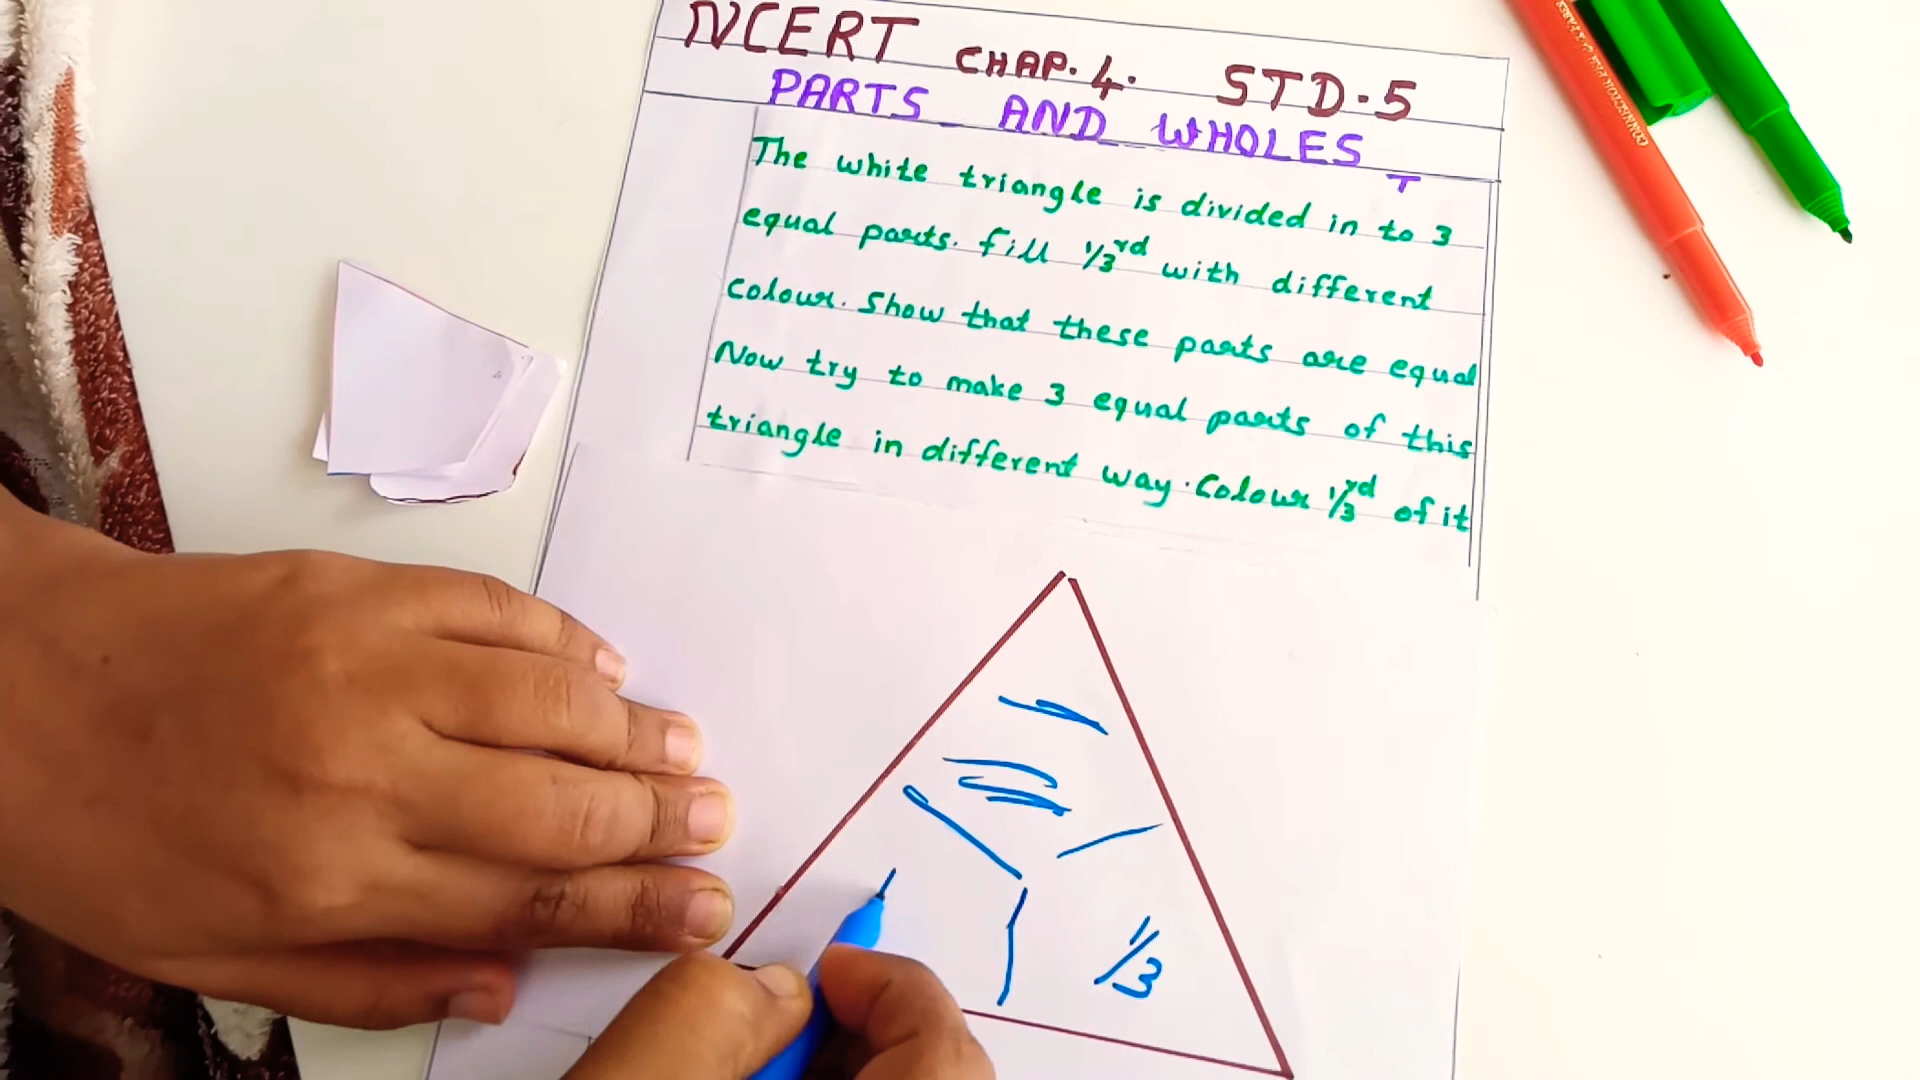 NCERT CHAP. 4. STD. 5
PARTS AND WHOLES
T
The white triangle is divided in to 3
equal parts. fill 1/3rd with different
colour. Show that these parts are equal
Now try to make 3 equal parts of this
triangle in different way. Colour 1/3rd of it
1/3